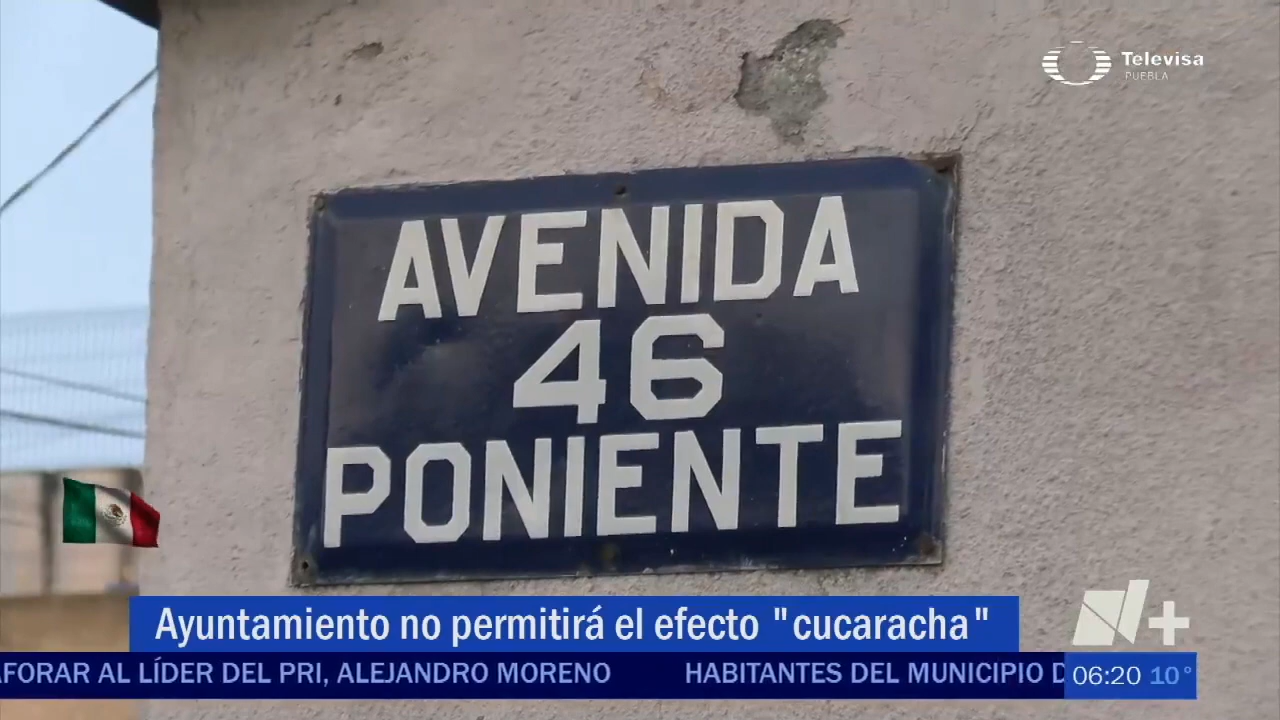 Televisa
PUEBLA
AVENIDA
46
PONIENTE
Ayuntamiento no permitirá el efecto "cucaracha"
N+
AFORAR AL LÍDER DEL PRI, ALEJANDRO MORENO HABITANTES DEL MUNICIPIO D
06:20 10°